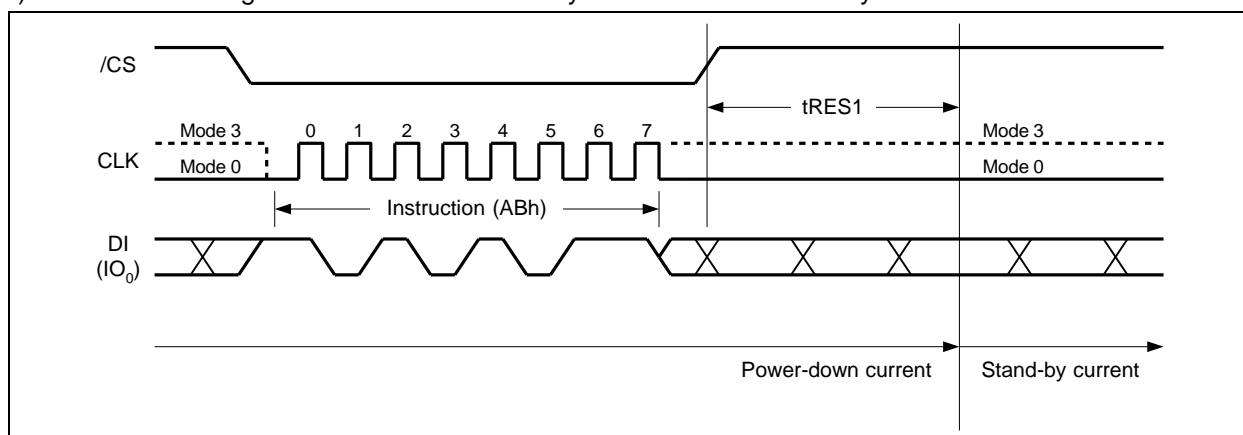 /CS
tRES1
Mode 3 0 1 2 3 4 5 6 7 Mode 3
CLK
Mode 0 Mode 0
Instruction (ABh)
DI
(IO0)
Power-down current Stand-by current